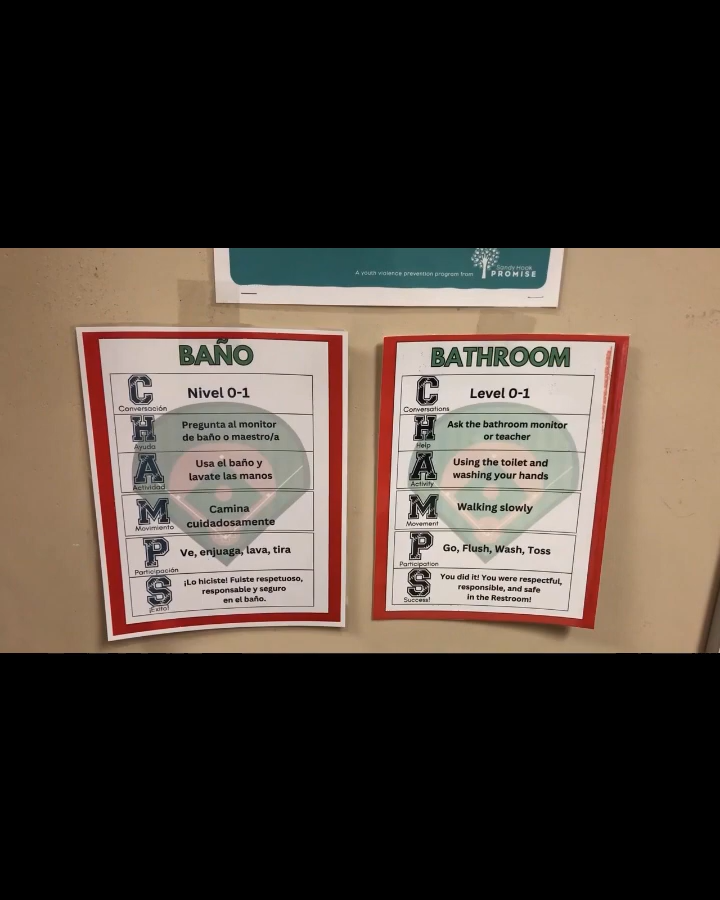 A youth violence prevention program from
Sandy Hook
PROMISE
BAÑO
C
Conversación
Nivel 0-1
H
Ayuda
Pregunta al monitor
de baño o maestro/a
A
Actividad
Usa el baño y
lavate las manos
M
Movimiento
Camina
cuidadosamente
P
Participación
Ve, enjuaga, lava, tira
S
¡Éxito!
¡Lo hiciste! Fuiste respetuoso,
responsable y seguro
en el baño.
BATHROOM
C
Conversations
Level 0-1
H
Help
Ask the bathroom monitor
or teacher
A
Activity
Using the toilet and
washing your hands
M
Movement
Walking slowly
P
Participation
Go, Flush, Wash, Toss
S
Success!
You did it! You were respectful,
responsible, and safe
in the Restroom!